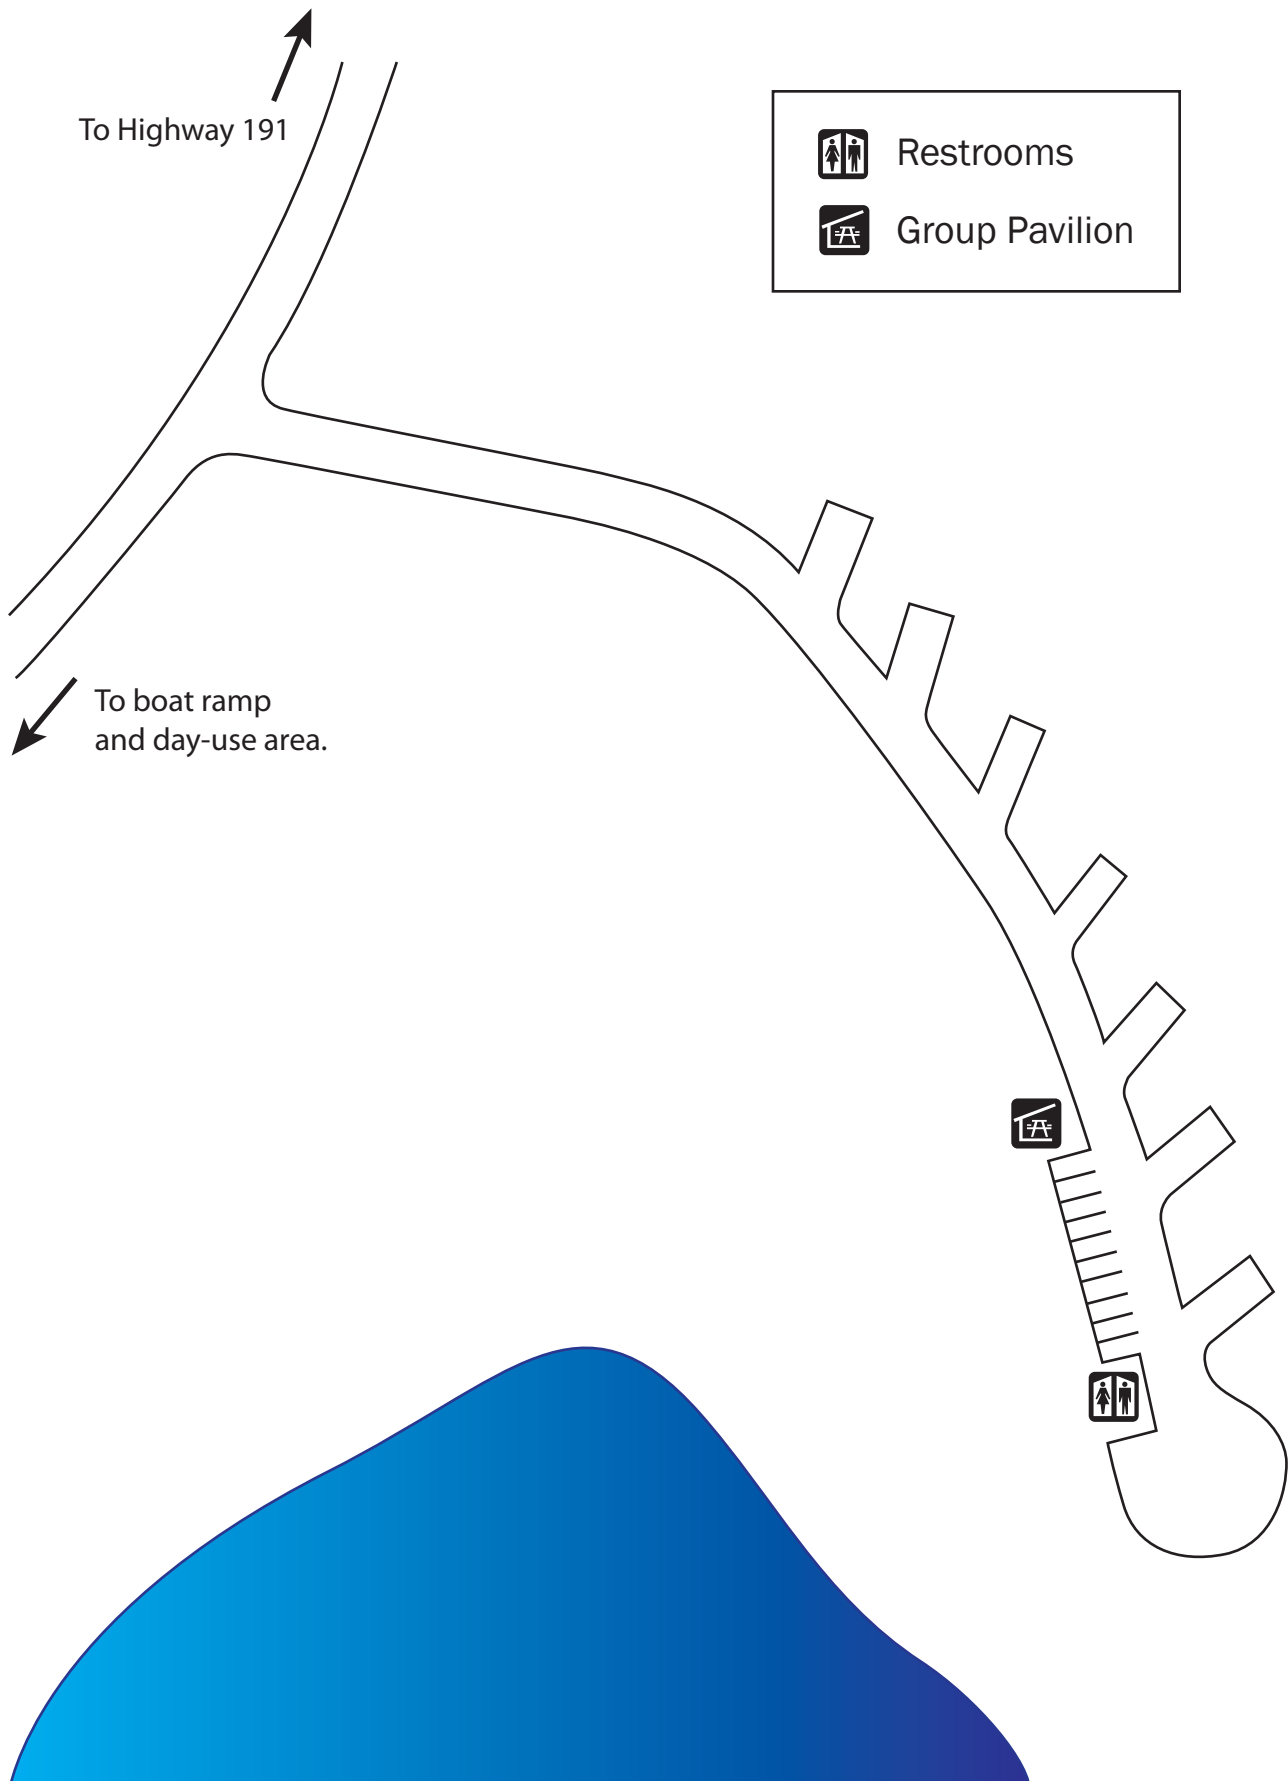 To Highway 191
Restrooms
Group Pavilion
To boat ramp
and day-use area.